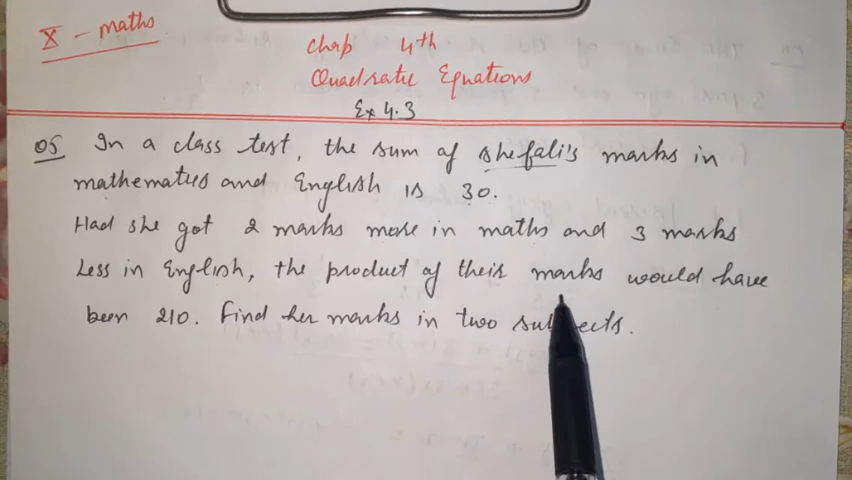 X - maths
Chap 4th
Quadratic Equations
Ex 4.3
Q5 In a class test, the sum of shefali's marks in
mathematics and English is 30.
Had she got 2 marks more in maths and 3 marks
Less in English, the product of their marks would have
been 210. Find her marks in two subjects.